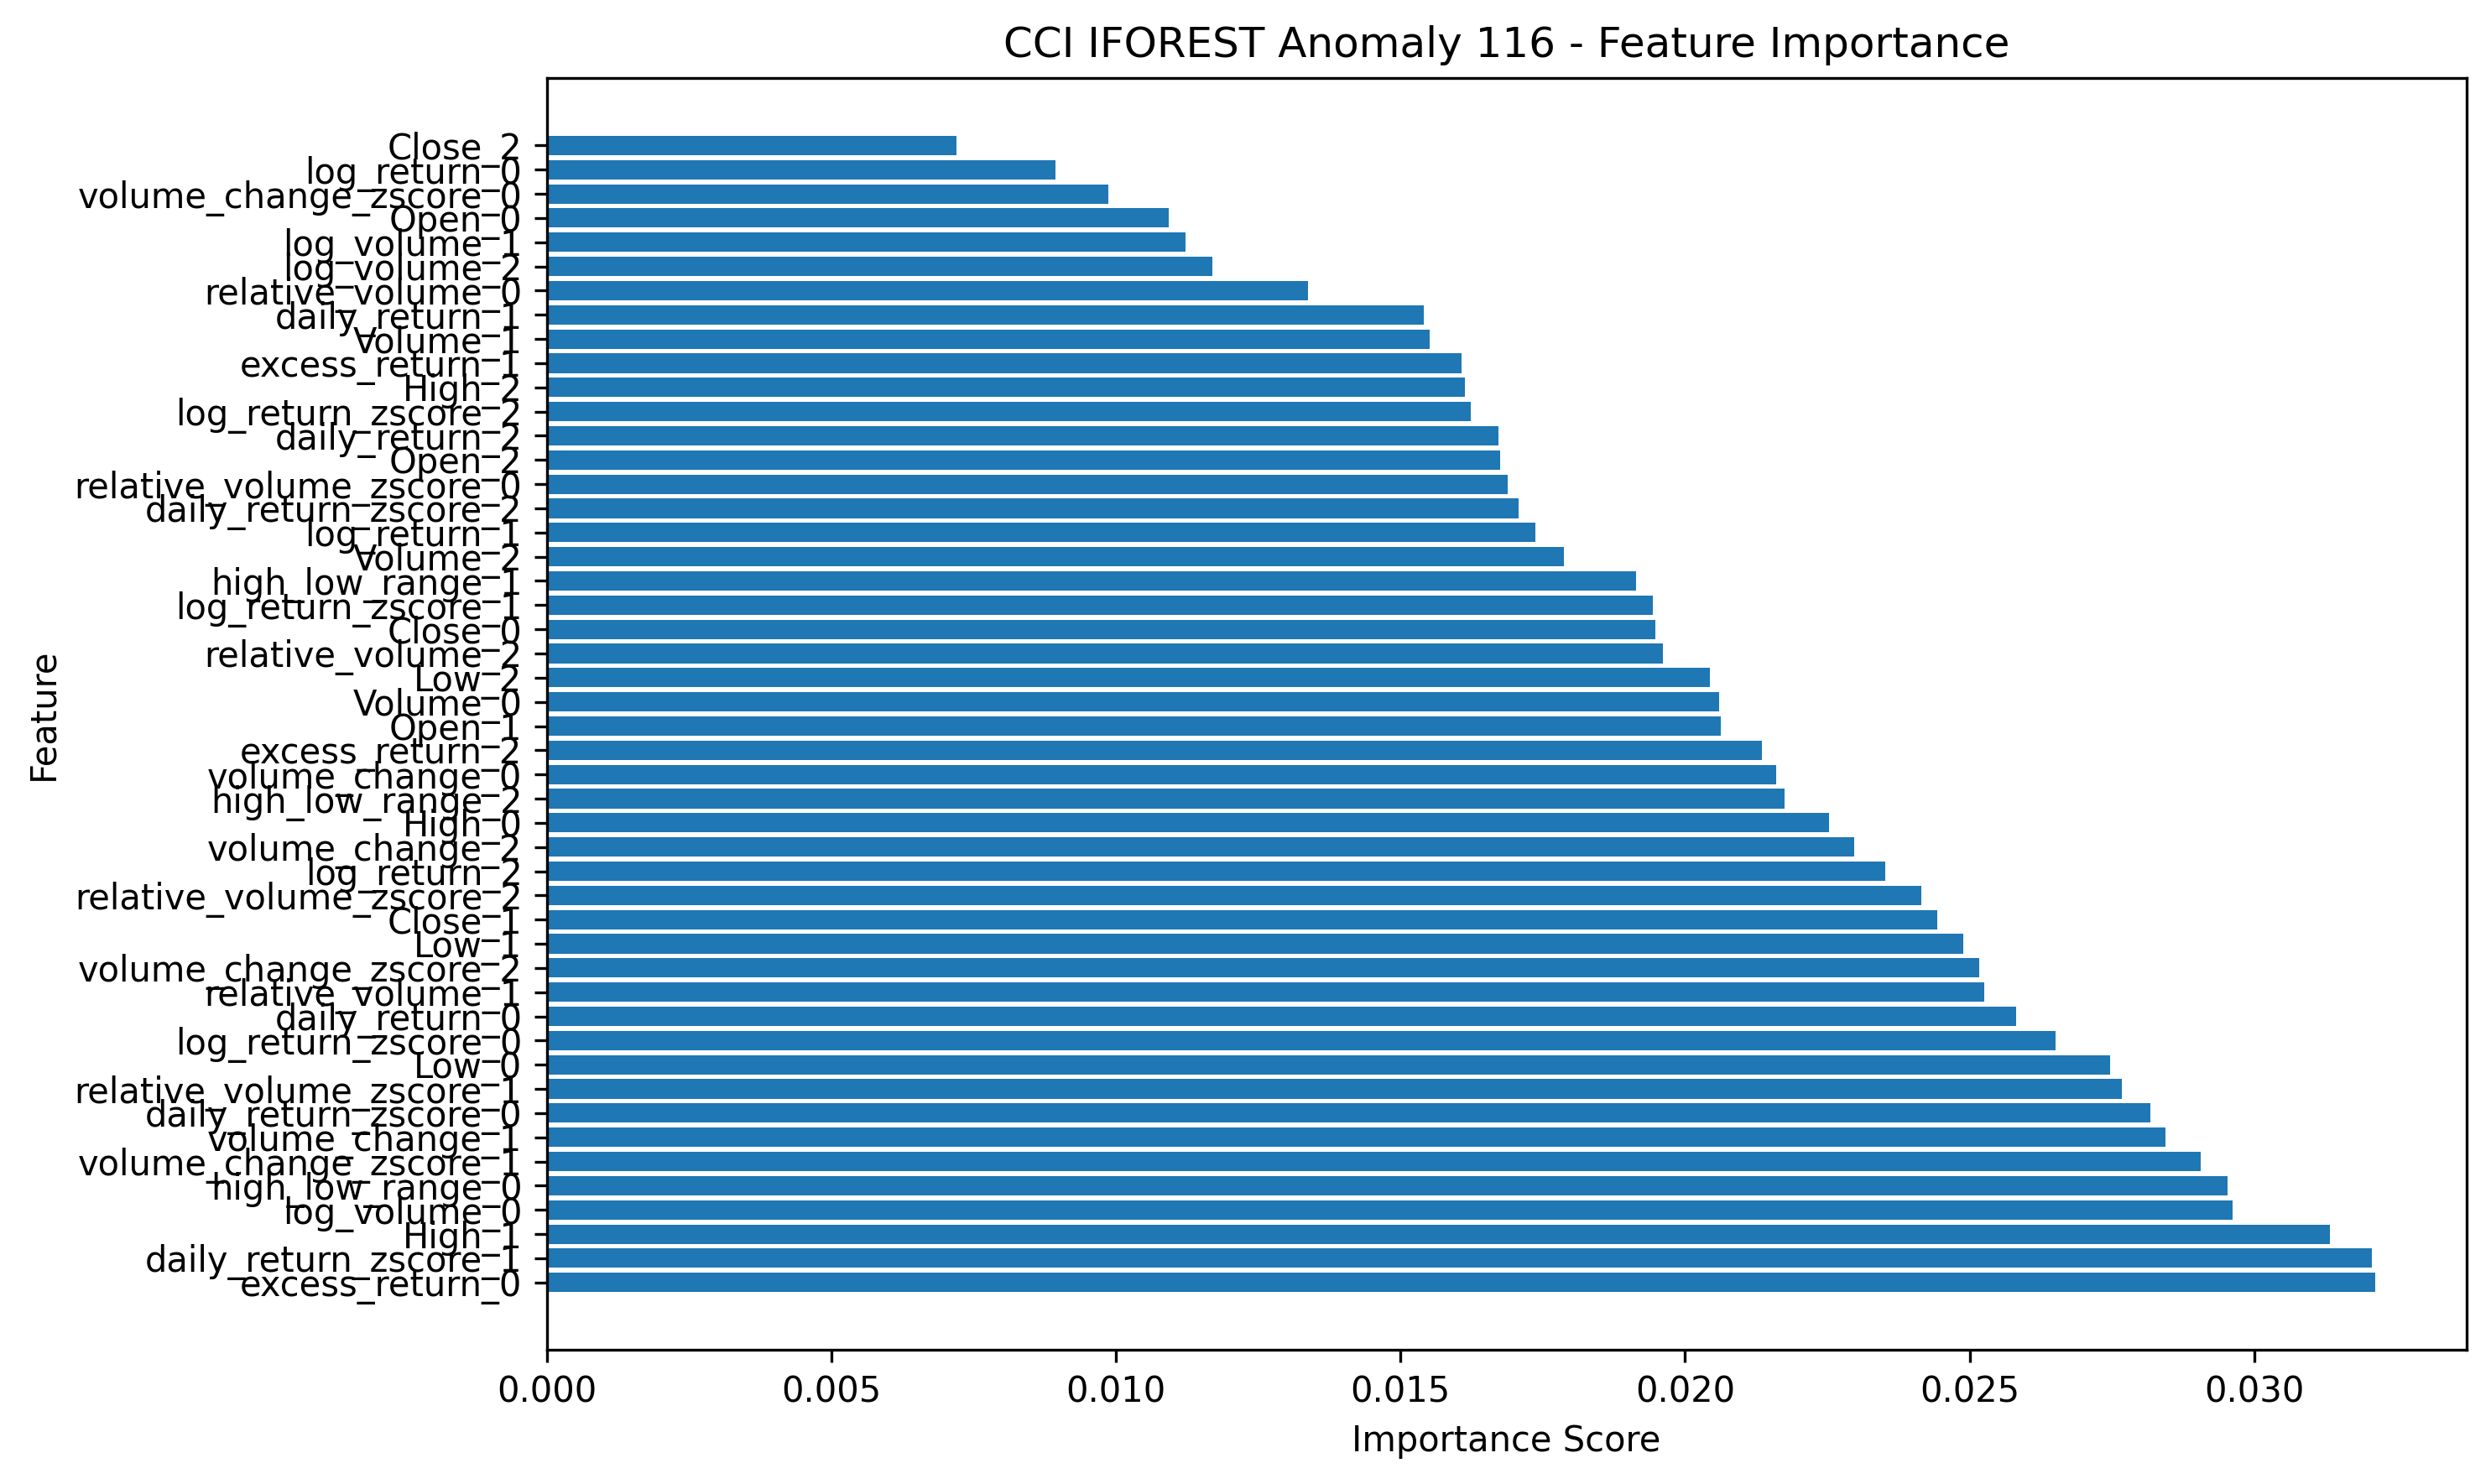 CCI IFOREST Anomaly 116 - Feature Importance
Close_2
log_return_0
volume_change_zscore_0
Open_0
log_volume_1
log_volume_2
relative_volume_0
daily_return_1
Volume_1
excess_return_1
High_2
log_return_zscore_2
daily_return_2
Open_2
relative_volume_zscore_0
daily_return_zscore_2
log_return_1
Volume_2
high_low_range_1
log_return_zscore_1
Close_0
relative_volume_2
Low_2
Volume_0
Open_1
excess_return_2
volume_change_0
high_low_range_2
High_0
volume_change_2
log_return_2
relative_volume_zscore_2
Close_1
Low_1
volume_change_zscore_2
relative_volume_1
daily_return_0
log_return_zscore_0
Low_0
relative_volume_zscore_1
daily_return_zscore_0
volume_change_1
volume_change_zscore_1
high_low_range_0
log_volume_0
High_1
daily_return_zscore_1
excess_return_0
Feature
0.000 0.005 0.010 0.015 0.020 0.025 0.030
Importance Score